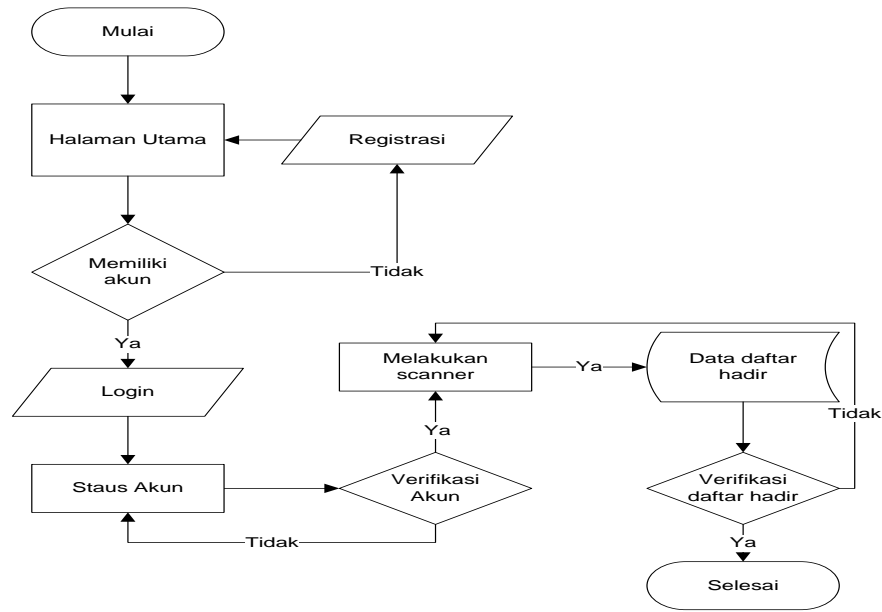 Mulai
Halaman Utama
Registrasi
Memiliki
akun
Tidak
Ya
Login
Staus Akun
Verifikasi
Akun
Tidak
Ya
Melakukan
scanner
Ya
Data daftar
hadir
Tidak
Verifikasi
daftar hadir
Ya
Selesai